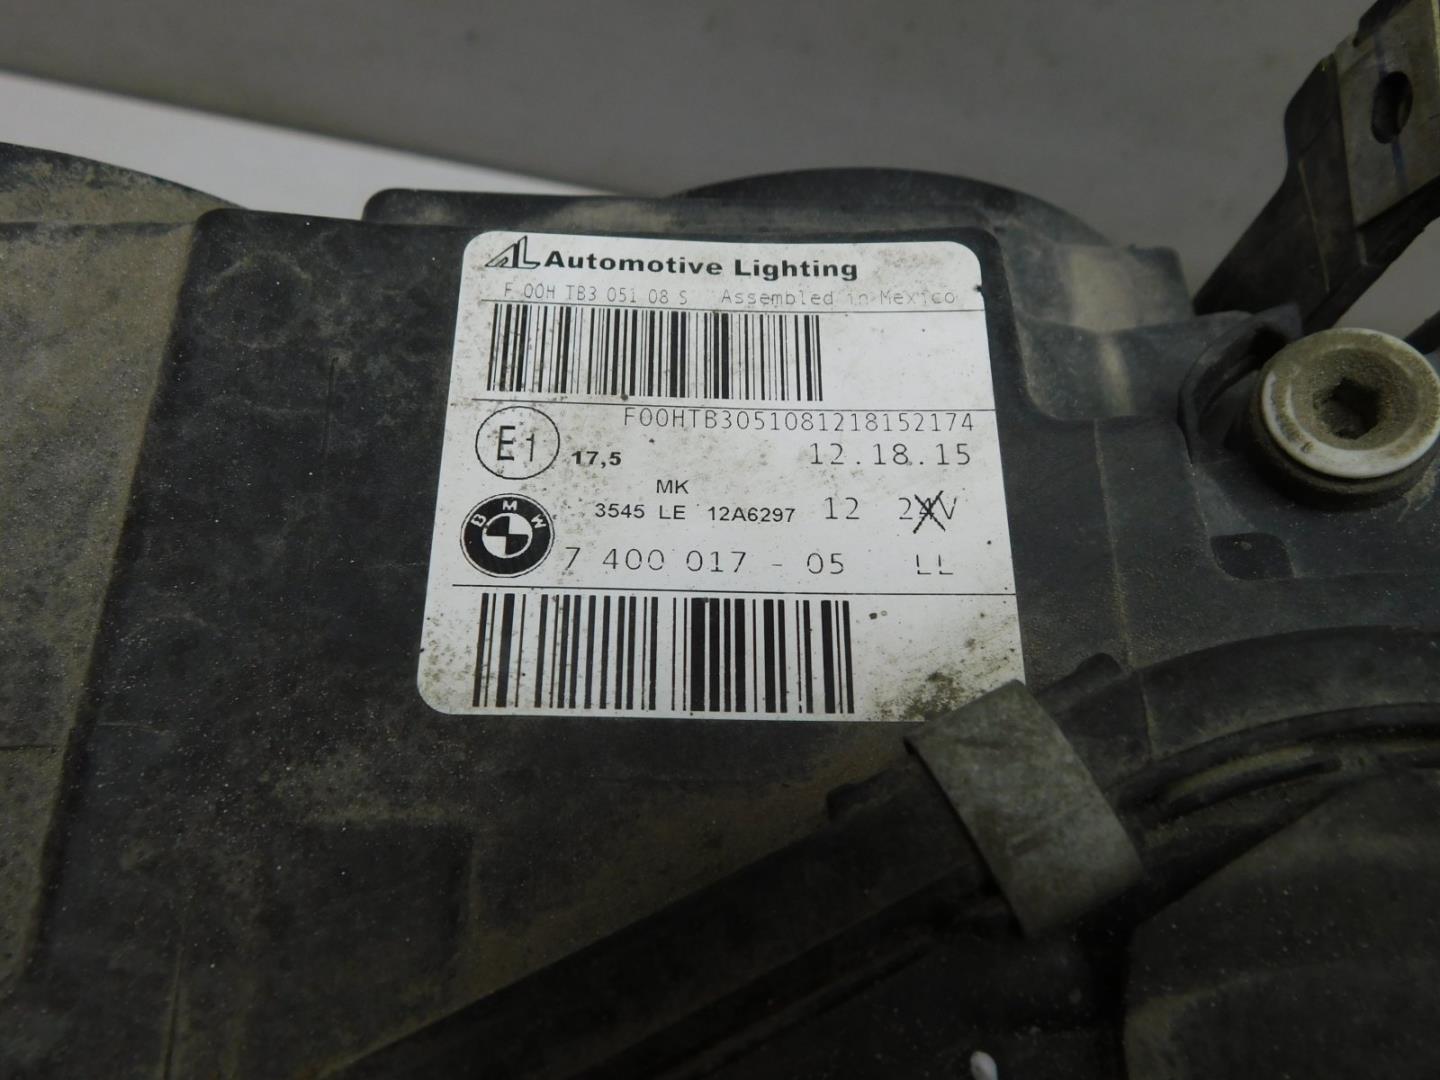 AL Automotive Lighting
F 00H TB3 051 08 S Assembled in Mexico
F00HTB3051081218152174
E1 17,5 12.18.15
MK
BMW 3545 LE 12A6297 12 24V
7 400 017 - 05 LL